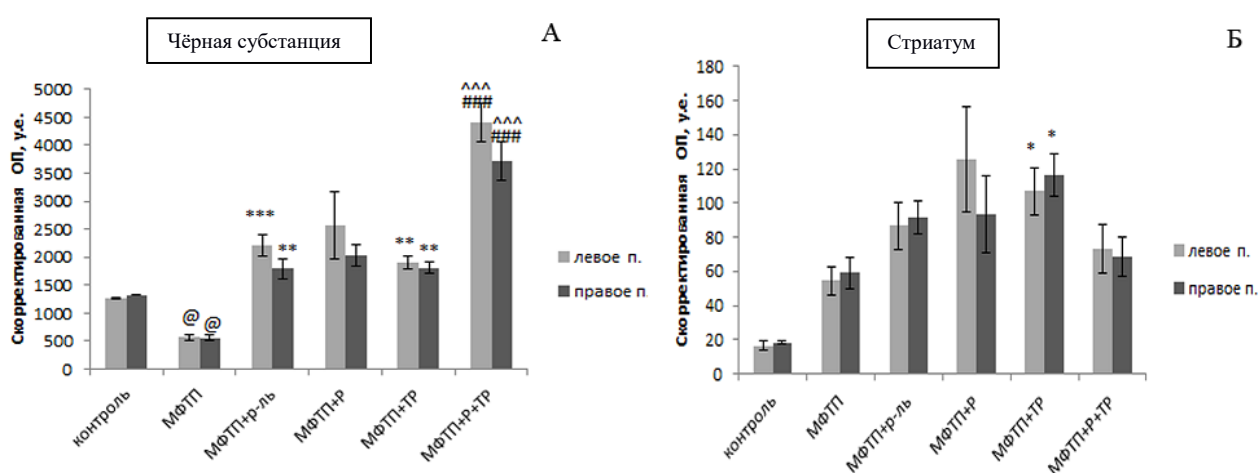 Чёрная субстанция
А
Скорректированная ОП, у.е.
5000
4500
4000
3500
3000
2500
2000
1500
1000
500
0
@
@
***
**
**
**
^^^
###
^^^
###
левое п.
правое п.
контроль
МФТП
МФТП+р-ль
МФТП+Р
МФТП+ТР
МФТП+Р+ТР
Стриатум
Б
Скорректированная ОП, у.е.
180
160
140
120
100
80
60
40
20
0
*
*
левое п.
правое п.
контроль
МФТП
МФТП+р-ль
МФТП+Р
МФТП+ТР
МФТП+Р+ТР